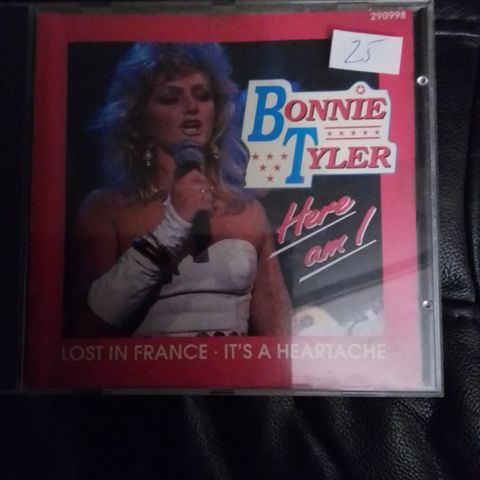 290998
25
BONNIE
TYLER
Here
am I
LOST IN FRANCE · IT'S A HEARTACHE